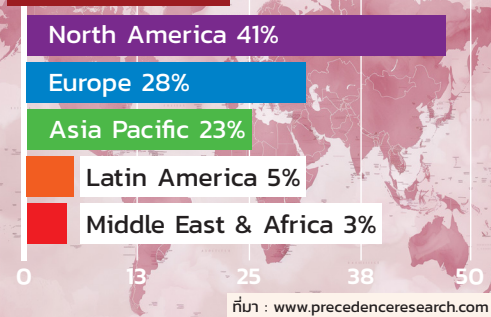 North America 41%
Europe 28%
Asia Pacific 23%
Latin America 5%
Middle East & Africa 3%
0 13 25 38 50
ที่มา : www.precedenceresearch.com